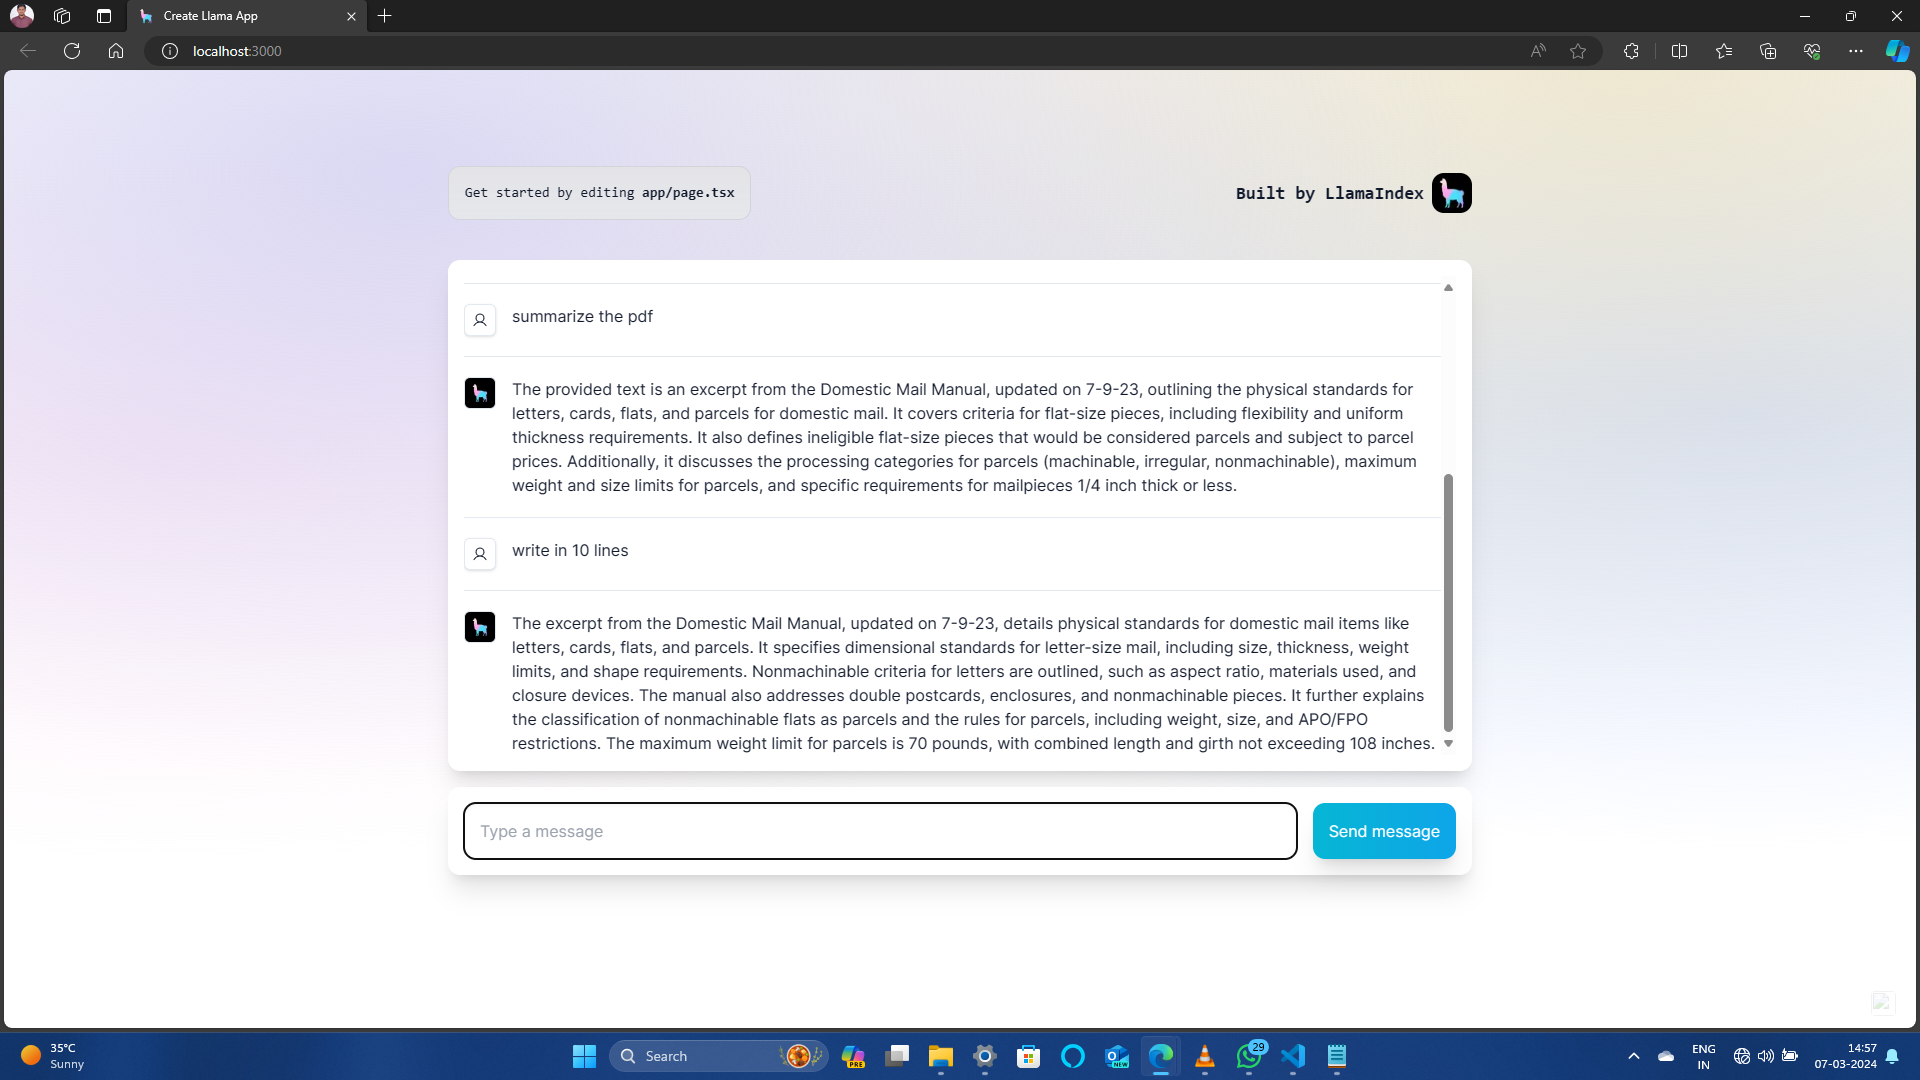 Create Llama App
localhost:3000
Get started by editing app/page.tsx
Built by LlamaIndex
summarize the pdf
The provided text is an excerpt from the Domestic Mail Manual, updated on 7-9-23, outlining the physical standards for
letters, cards, flats, and parcels for domestic mail. It covers criteria for flat-size pieces, including flexibility and uniform
thickness requirements. It also defines ineligible flat-size pieces that would be considered parcels and subject to parcel
prices. Additionally, it discusses the processing categories for parcels (machinable, irregular, nonmachinable), maximum
weight and size limits for parcels, and specific requirements for mailpieces 1/4 inch thick or less.
write in 10 lines
The excerpt from the Domestic Mail Manual, updated on 7-9-23, details physical standards for domestic mail items like
letters, cards, flats, and parcels. It specifies dimensional standards for letter-size mail, including size, thickness, weight
limits, and shape requirements. Nonmachinable criteria for letters are outlined, such as aspect ratio, materials used, and
closure devices. The manual also addresses double postcards, enclosures, and nonmachinable pieces. It further explains
the classification of nonmachinable flats as parcels and the rules for parcels, including weight, size, and APO/FPO
restrictions. The maximum weight limit for parcels is 70 pounds, with combined length and girth not exceeding 108 inches.
Type a message
Send message
35°C
Sunny
Search
PRE
NEW
29
ENG
IN
14:57
07-03-2024